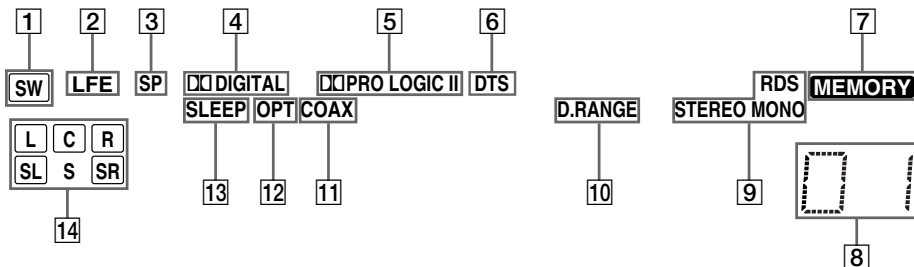 1 2 3 4 5 6 7
SW LFE SP DIGITAL PRO LOGIC II DTS RDS MEMORY
SLEEP OPT COAX D.RANGE STEREO MONO
L C R
SL S SR
01
14 13 12 11 10 9 8